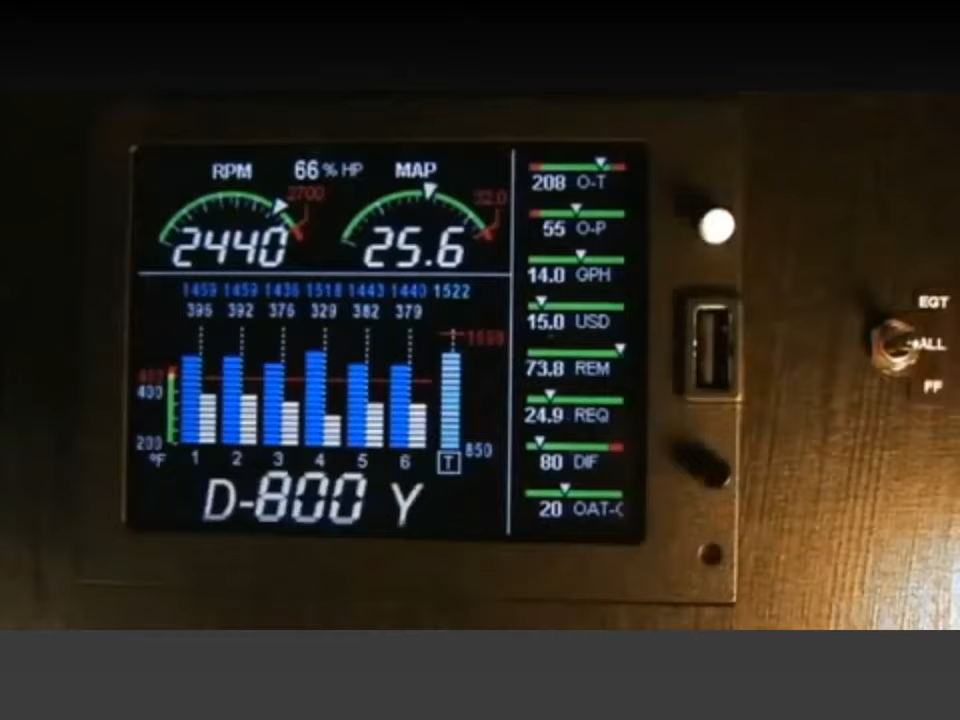 RPM 66 % HP MAP
2700 32.0
2440 25.6
1459 1459 1436 1518 1443 1440 1522
396 392 376 329 382 379
1650
400
200 850
°F 1 2 3 4 5 6 T
D-800 Y
208 O-T
55 O-P
14.0 GPH
15.0 USD
73.8 REM
24.9 REQ
80 DIF
20 OAT-C
EGT
ALL
FF